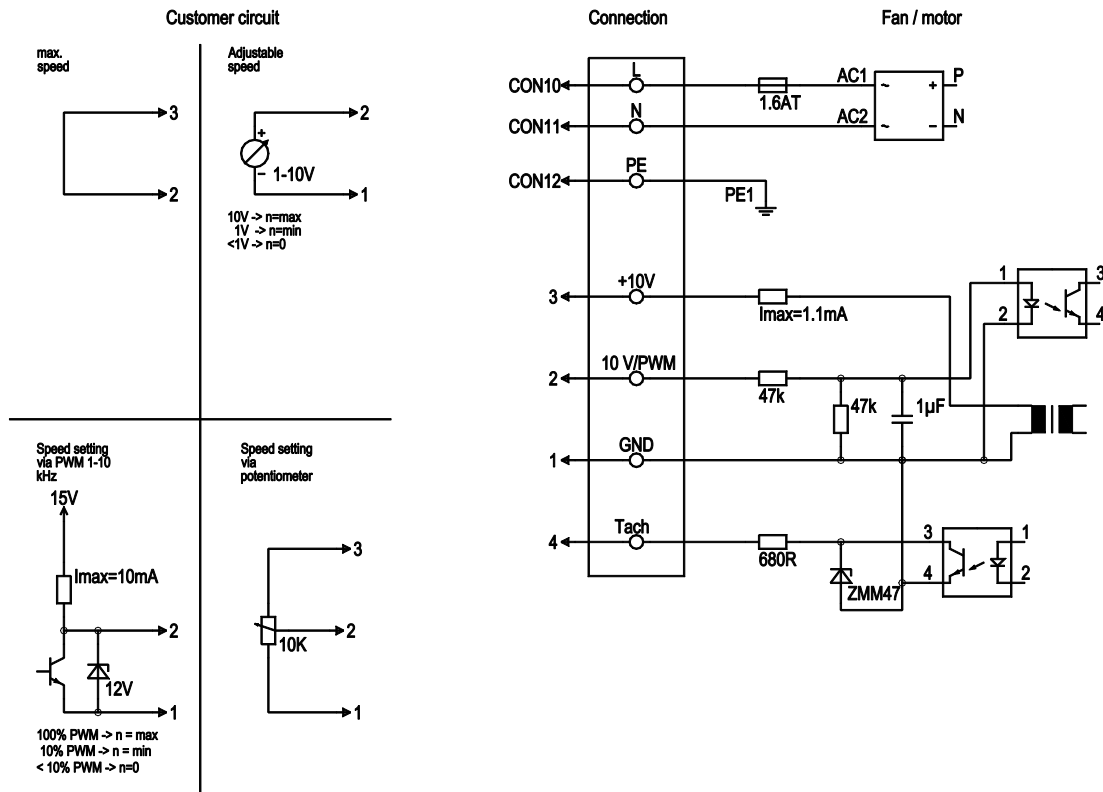 Customer circuit
Connection
Fan / motor
max.
speed
3
2
Adjustable
speed
2
+
–
1-10V
1
10V -> n=max
1V -> n=min
<1V -> n=0
Speed setting
via PWM 1-10
kHz
15V
Imax=10mA
2
12V
1
100% PWM -> n = max
10% PWM -> n = min
< 10% PWM -> n=0
Speed setting
via
potentiometer
3
2
10K
1
CON10
L
1.6AT
AC1
~
+
P
CON11
N
AC2
~
–
N
CON12
PE
PE1
3
+10V
Imax=1.1mA
1
2
3
4
2
10 V/PWM
47k
47k
1µF
1
GND
4
Tach
680R
ZMM47
3
4
1
2